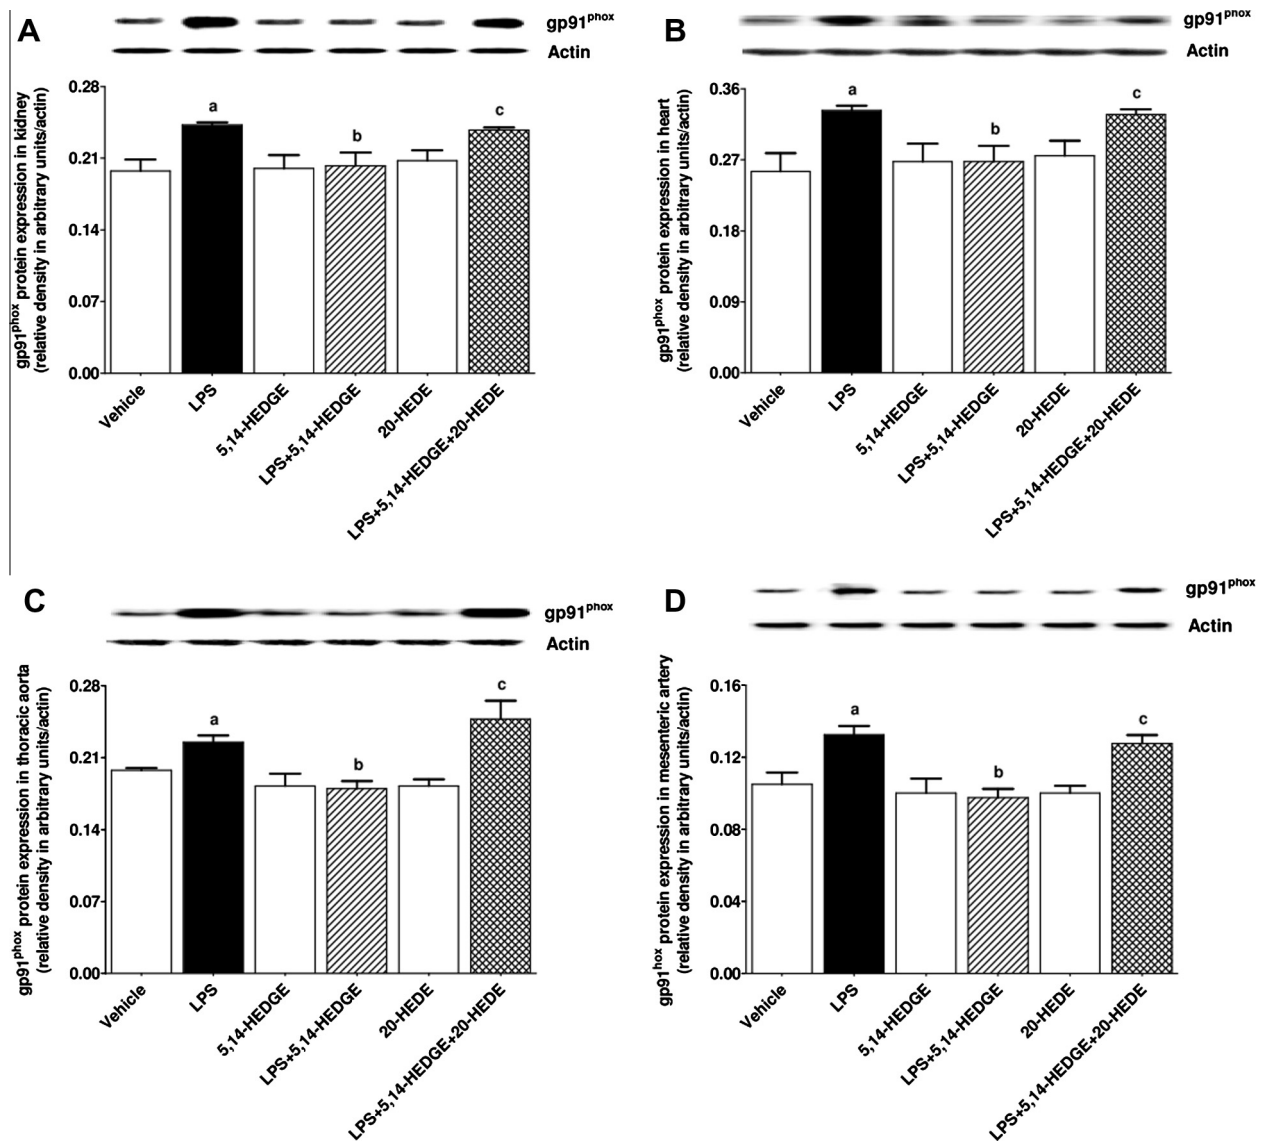 A
gp91phox
Actin
gp91phox protein expression in kidney
(relative density in arbitrary units/actin)
0.28
0.21
0.14
0.07
0.00
a
b
c
Vehicle
LPS
5,14-HEDGE
LPS+5,14-HEDGE
20-HEDE
LPS+5,14-HEDGE+20-HEDE
B
gp91phox
Actin
gp91phox protein expression in heart
(relative density in arbitrary units/actin)
0.36
0.27
0.18
0.09
0.00
a
b
c
Vehicle
LPS
5,14-HEDGE
LPS+5,14-HEDGE
20-HEDE
LPS+5,14-HEDGE+20-HEDE
C
gp91phox
Actin
gp91phox protein expression in thoracic aorta
(relative density in arbitrary units/actin)
0.28
0.21
0.14
0.07
0.00
a
b
c
Vehicle
LPS
5,14-HEDGE
LPS+5,14-HEDGE
20-HEDE
LPS+5,14-HEDGE+20-HEDE
D
gp91phox
Actin
gp91hox protein expression in mesenteric artery
(relative density in arbitrary units/actin)
0.16
0.12
0.08
0.04
0.00
a
b
c
Vehicle
LPS
5,14-HEDGE
LPS+5,14-HEDGE
20-HEDE
LPS+5,14-HEDGE+20-HEDE